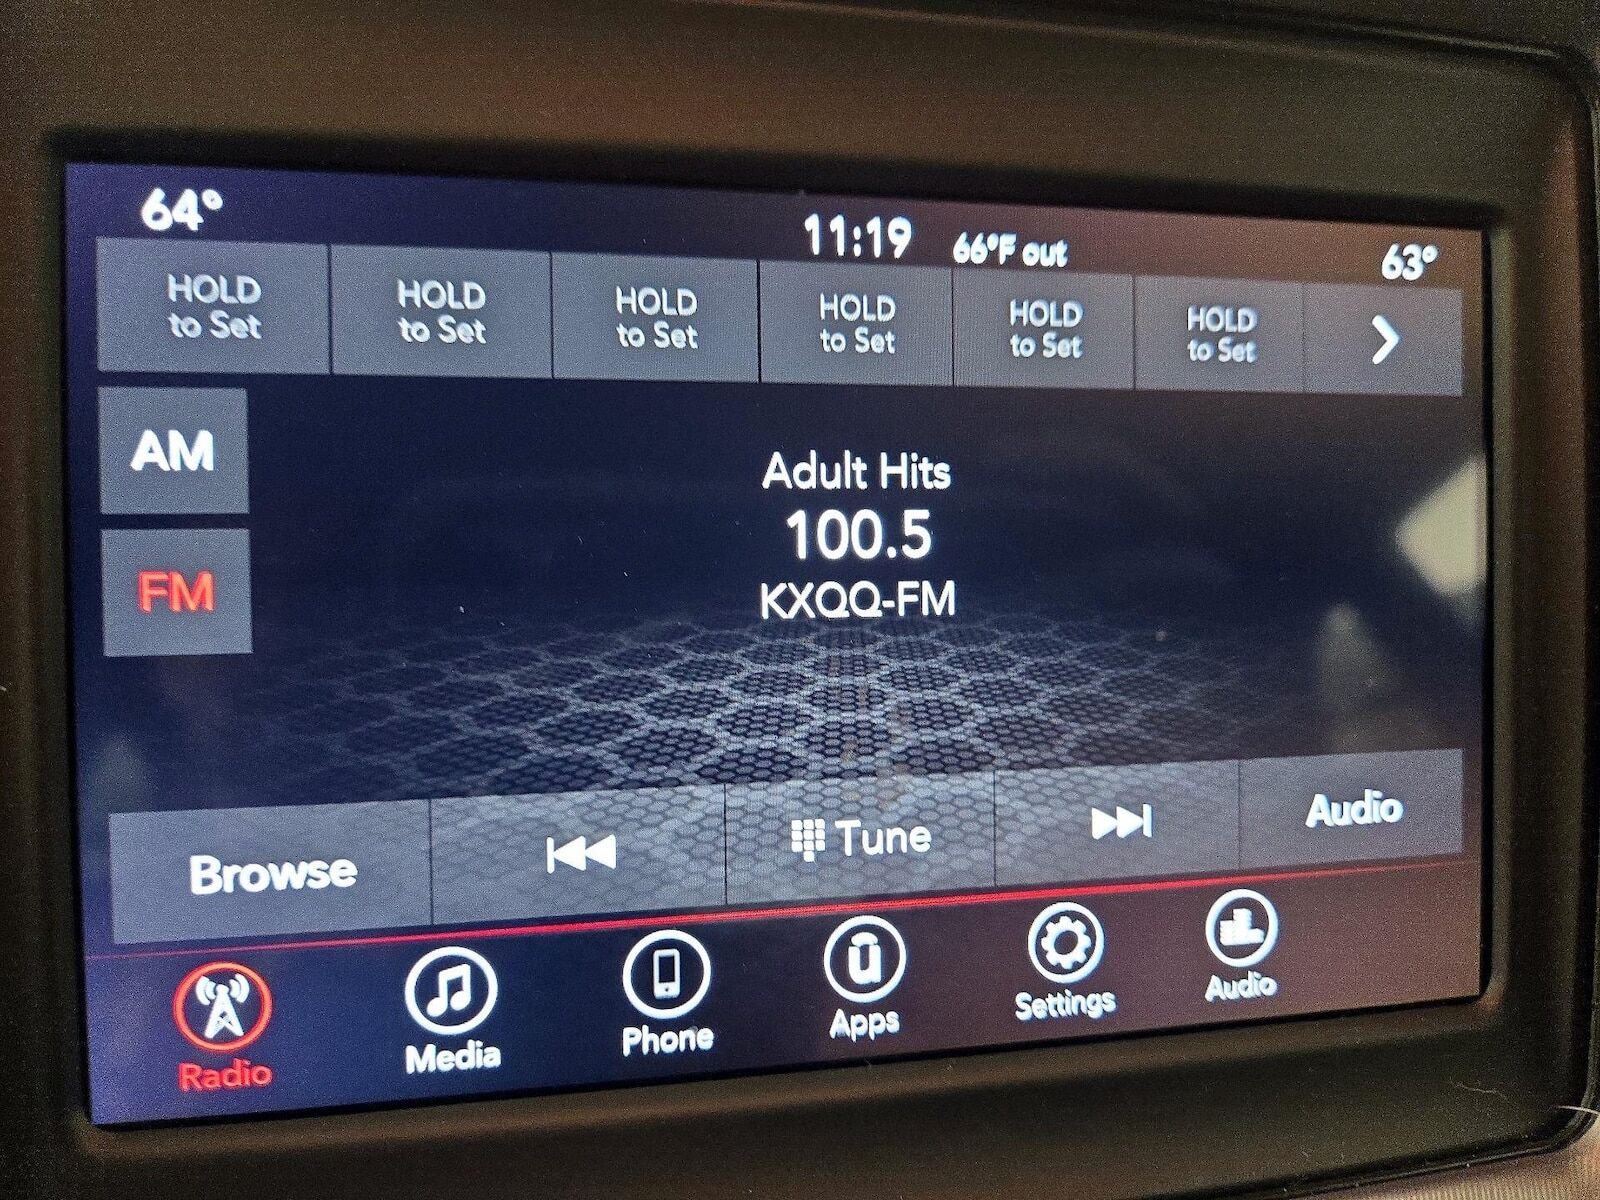 64°
11:19 66°F out
63°
HOLD
to Set
HOLD
to Set
HOLD
to Set
HOLD
to Set
HOLD
to Set
HOLD
to Set
AM
FM
Adult Hits
100.5
KXQQ-FM
Browse
Tune
Audio
Radio
Media
Phone
Apps
Settings
Audio